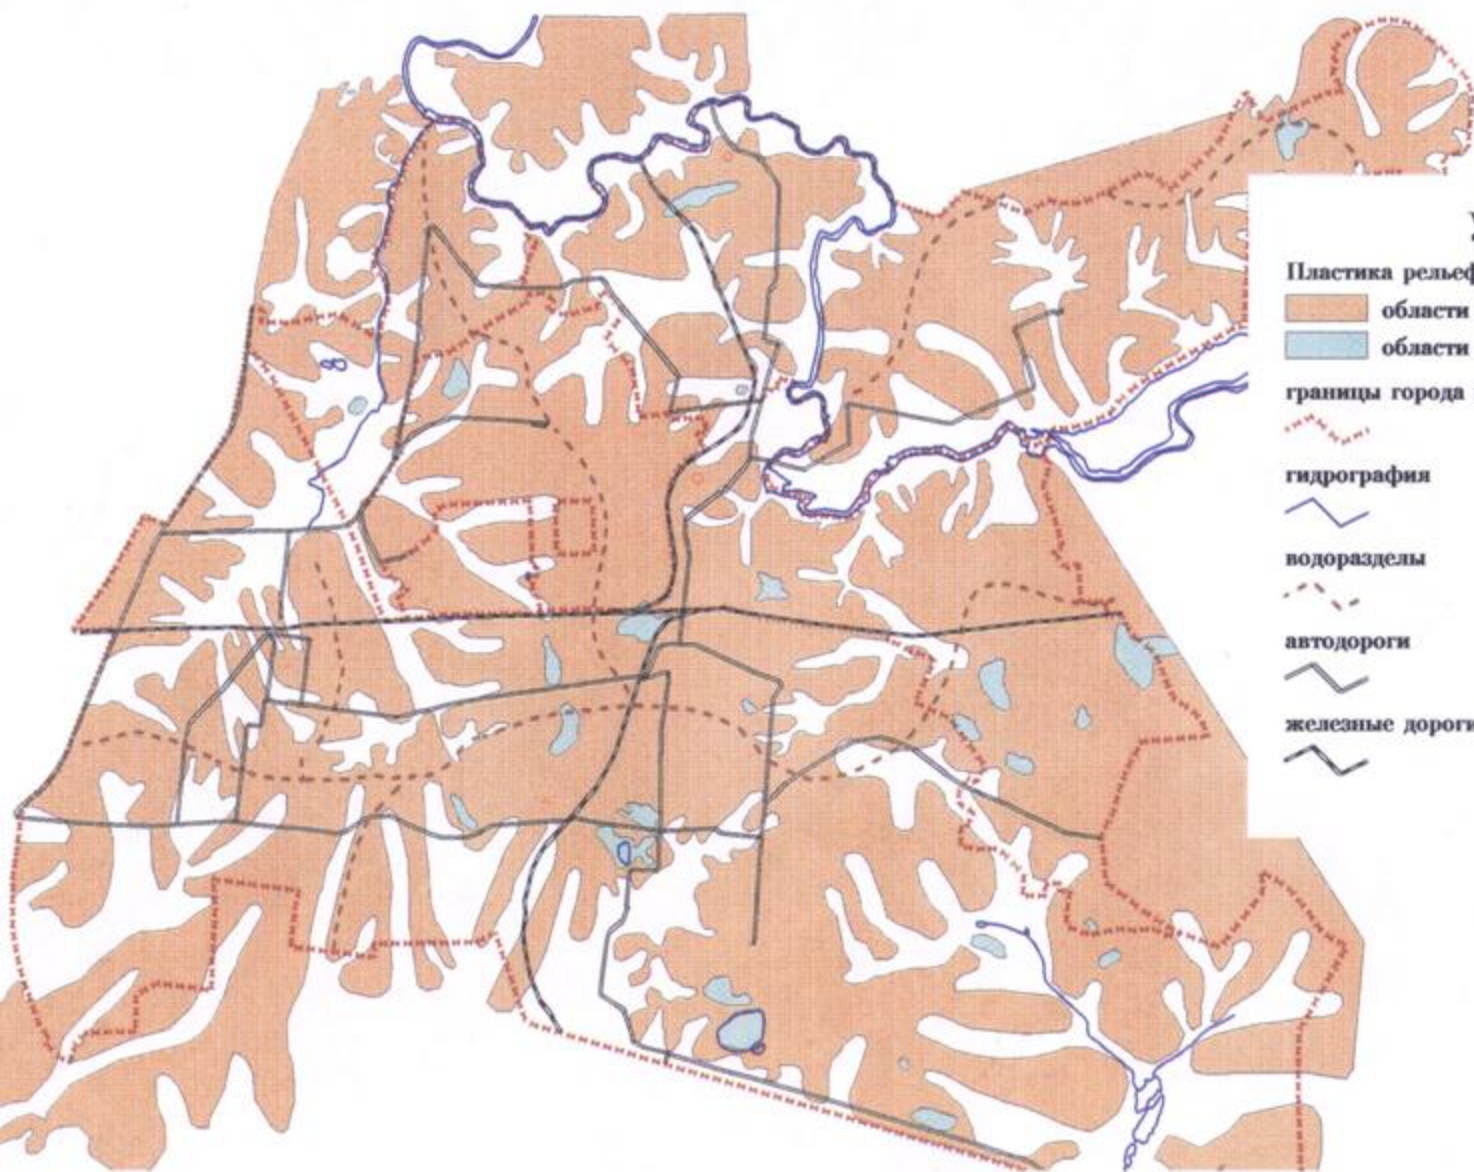 Пластика рельеф
области
области
границы города
гидрография
водоразделы
автодороги
железные дороги